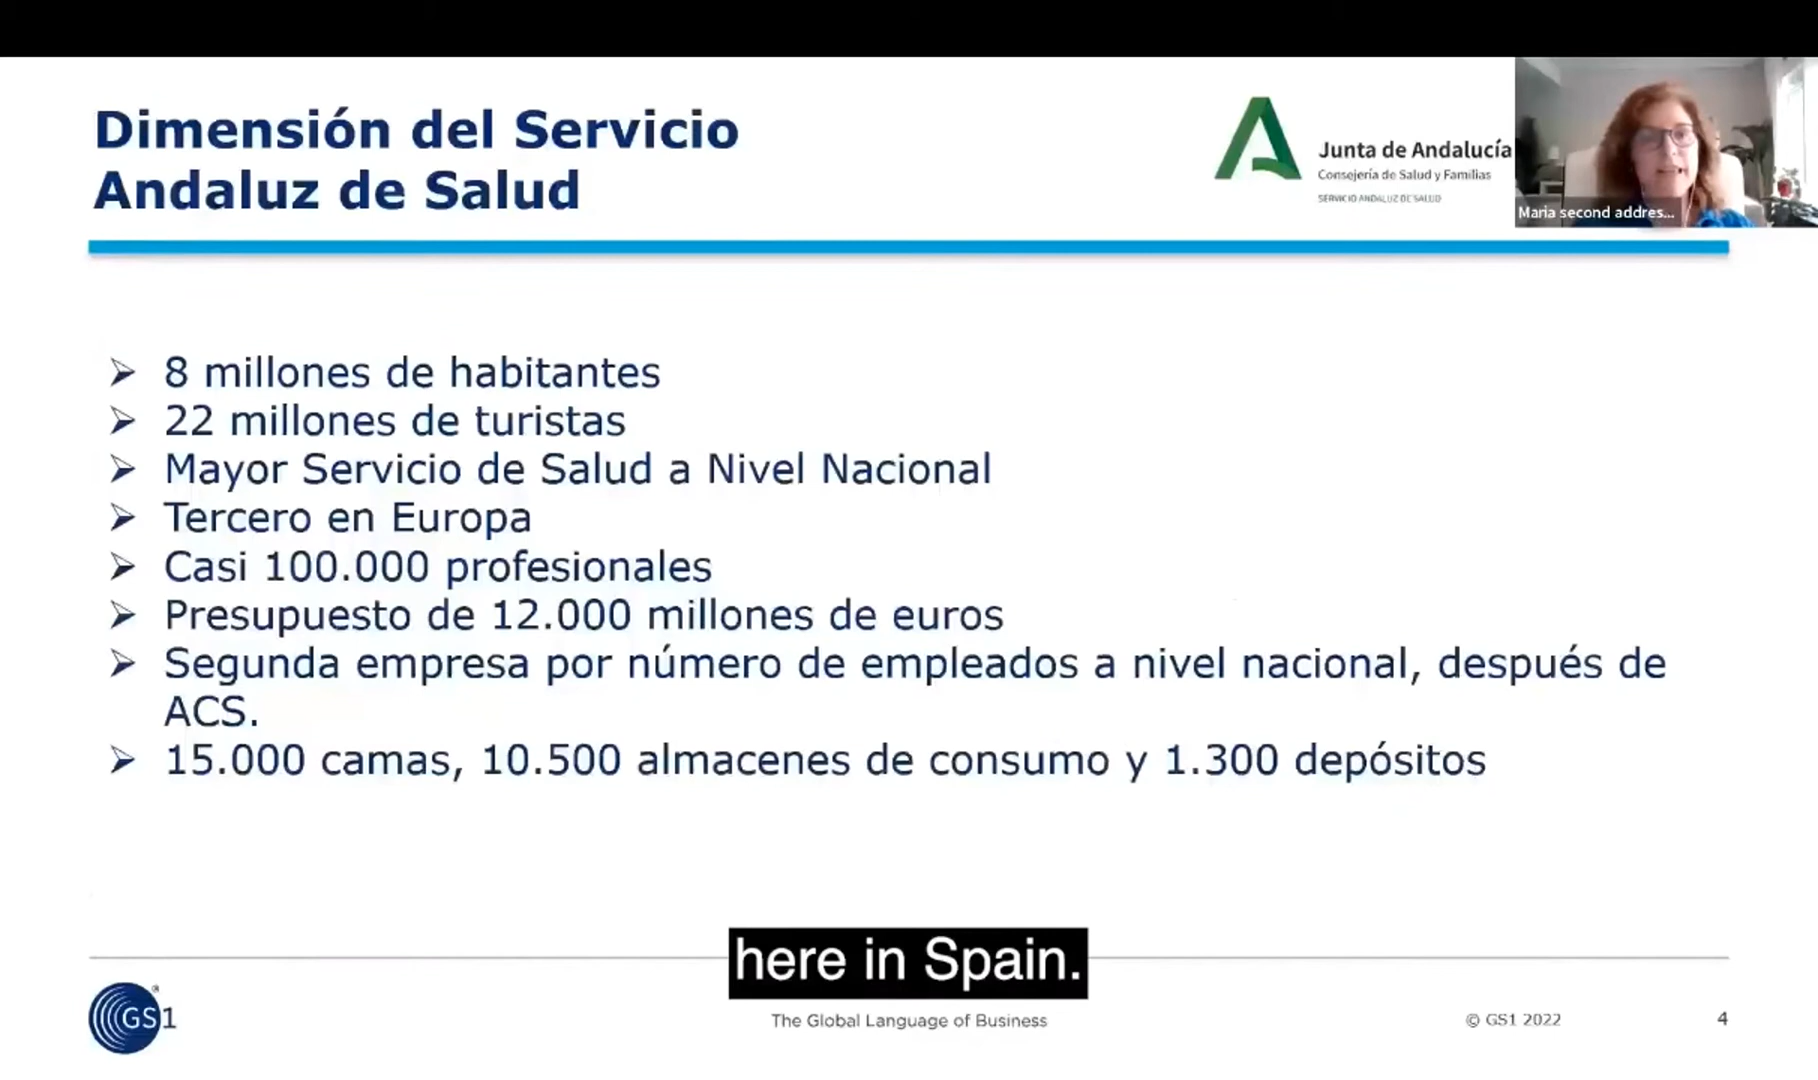 Dimensión del Servicio
Andaluz de Salud
Junta de Andalucía
Consejería de Salud y Familias
SERVICIO ANDALUZ DE SALUD
Maria second addres...
8 millones de habitantes
22 millones de turistas
Mayor Servicio de Salud a Nivel Nacional
Tercero en Europa
Casi 100.000 profesionales
Presupuesto de 12.000 millones de euros
Segunda empresa por número de empleados a nivel nacional, después de
ACS.
15.000 camas, 10.500 almacenes de consumo y 1.300 depósitos
here in Spain.
GS1®
The Global Language of Business
© GS1 2022
4